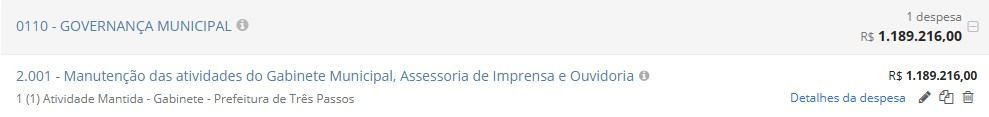 0110 - GOVERNANÇA MUNICIPAL
1 despesa
R$ 1.189.216,00
2.001 - Manutenção das atividades do Gabinete Municipal, Assessoria de Imprensa e Ouvidoria
R$ 1.189.216,00
1 (1) Atividade Mantida - Gabinete - Prefeitura de Três Passos
Detalhes da despesa